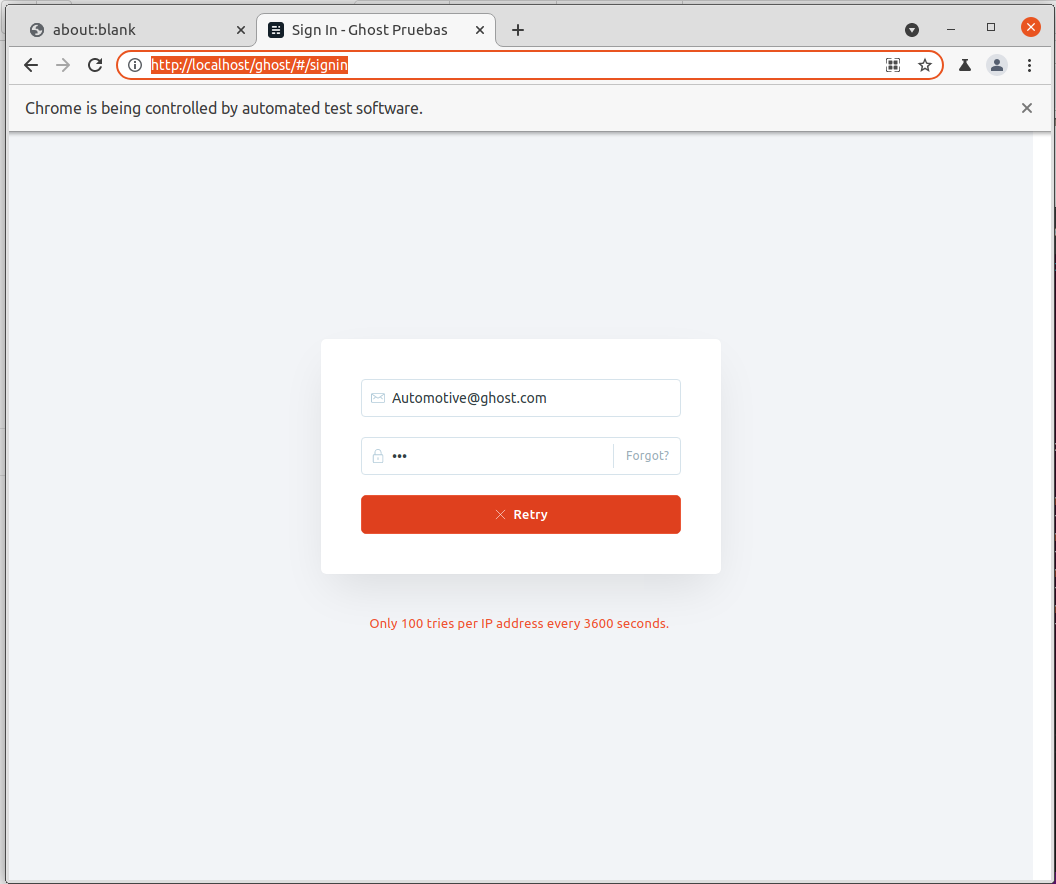 about:blank
Sign In - Ghost Pruebas
http://localhost/ghost/#/signin
Chrome is being controlled by automated test software.
Automotive@ghost.com
•••
Forgot?
Retry
Only 100 tries per IP address every 3600 seconds.